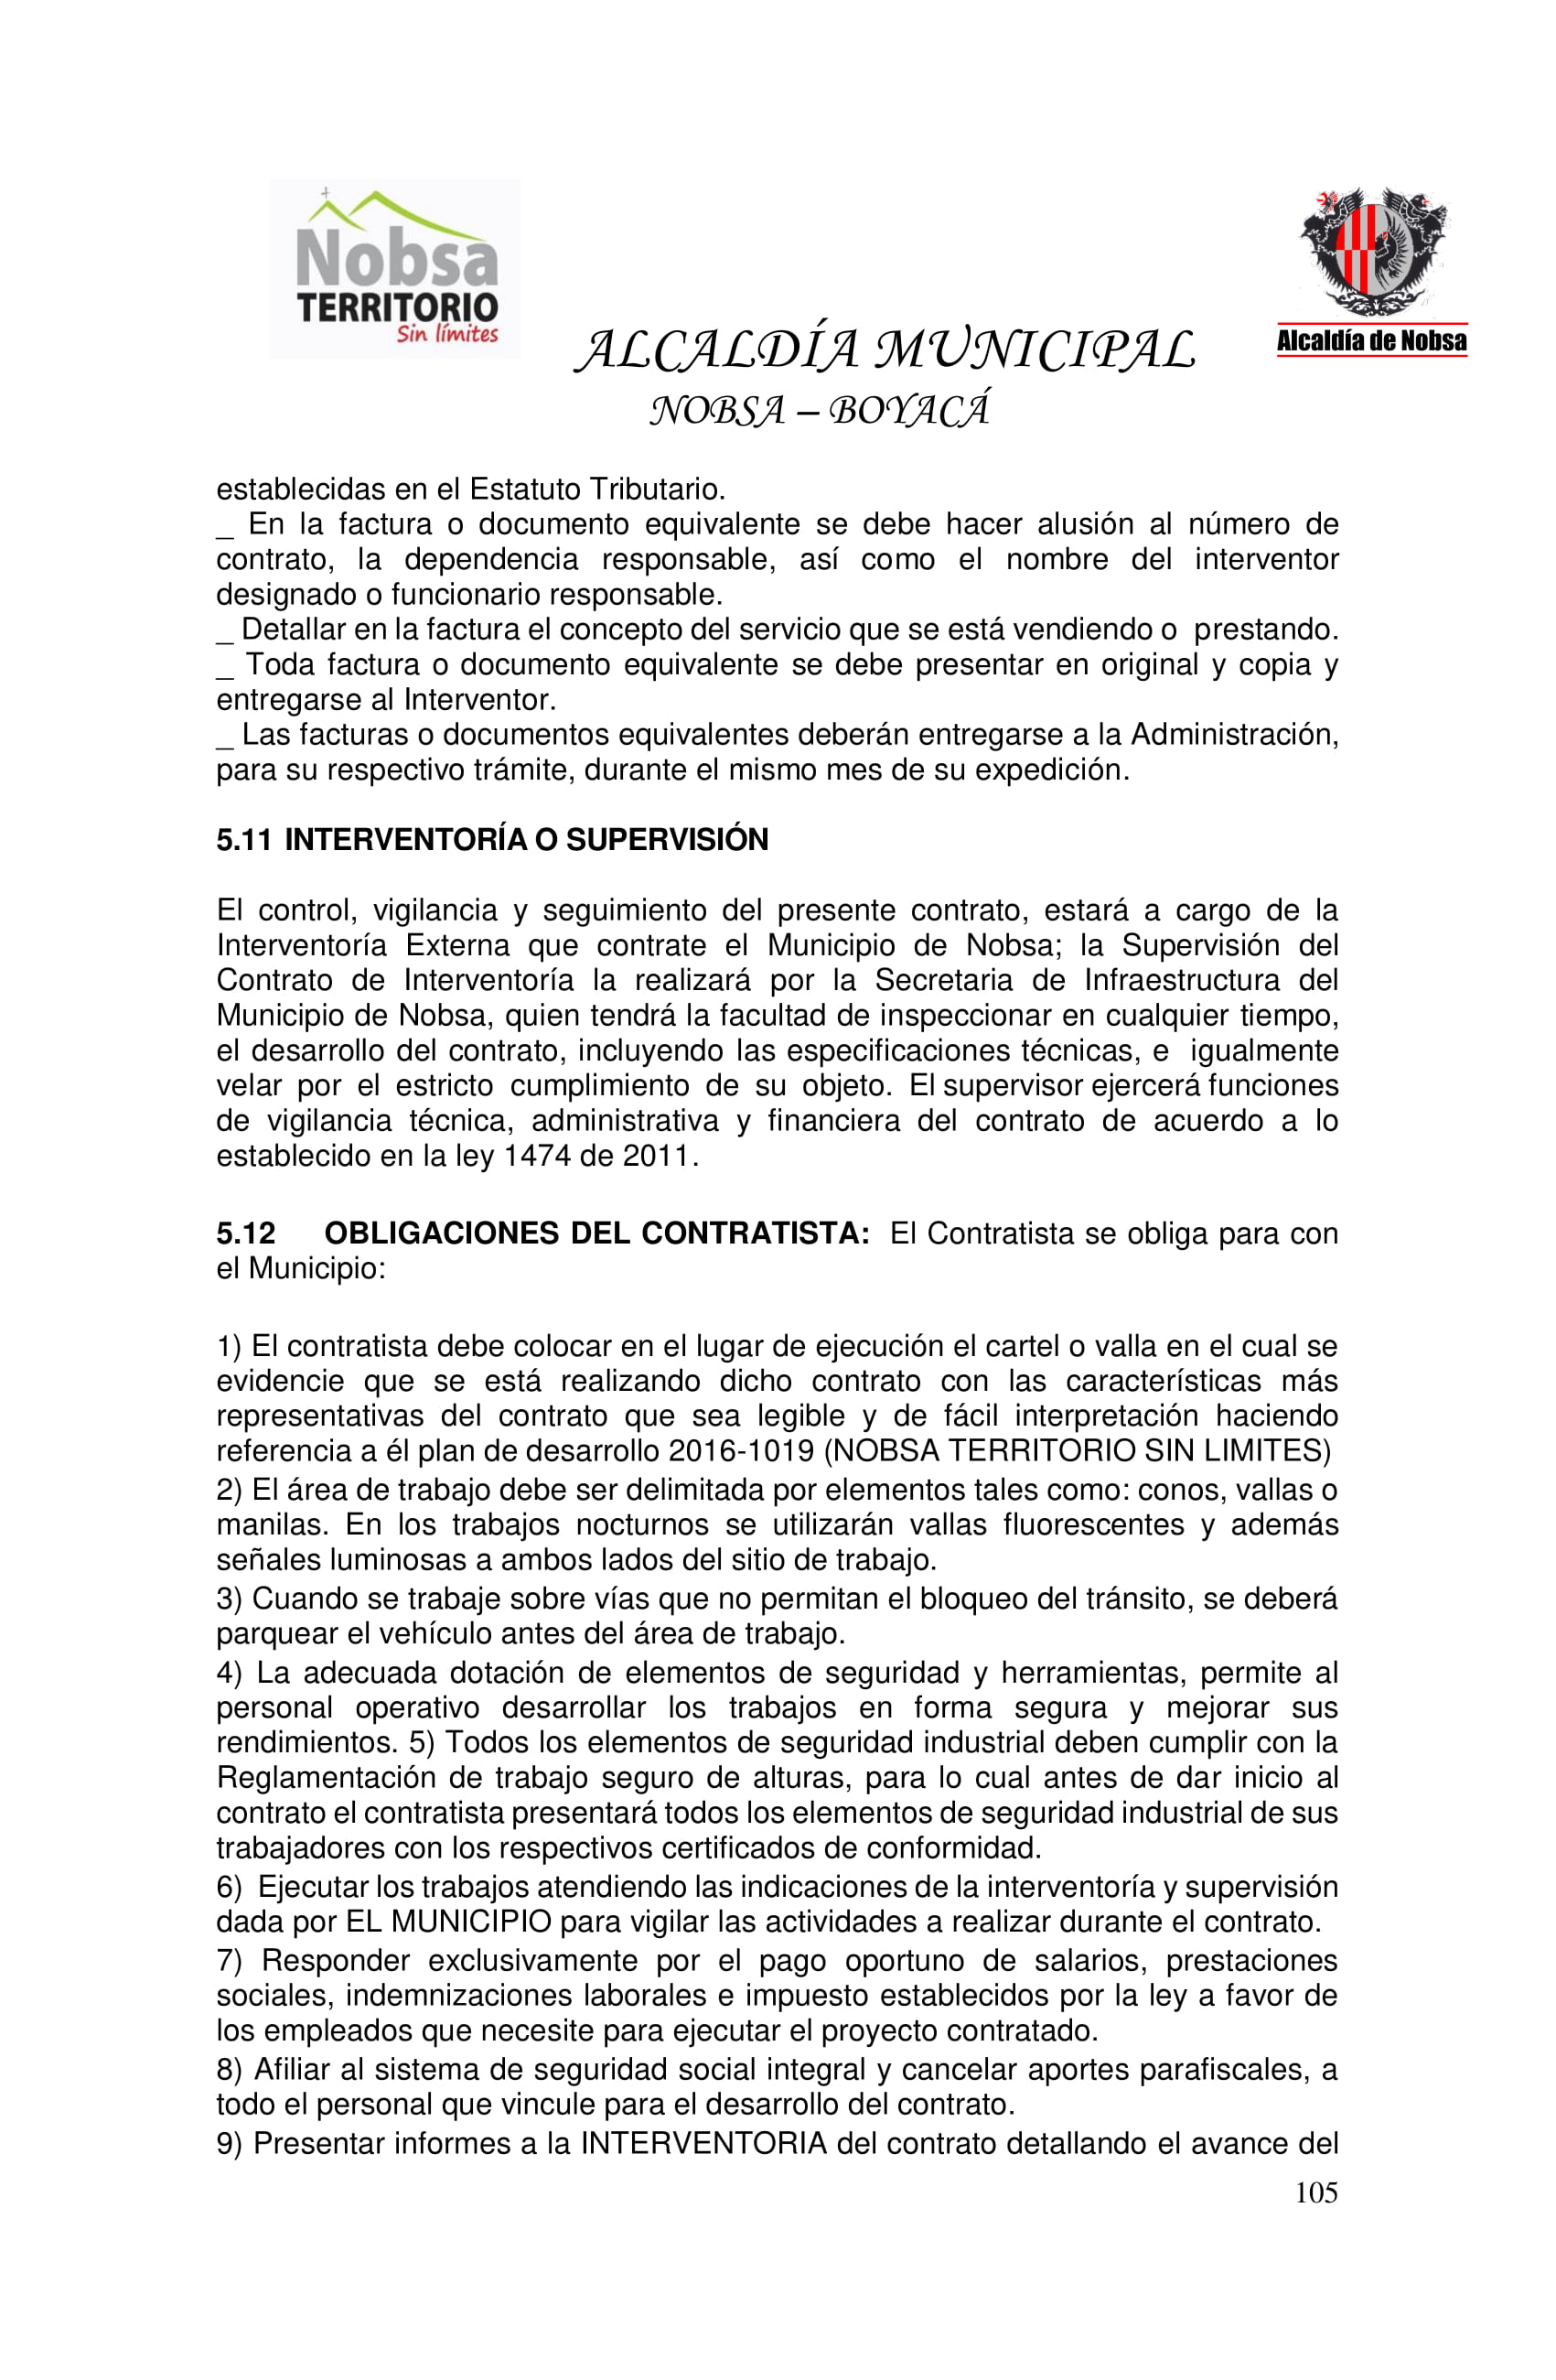 Nobsa
TERRITORIO
Sin límites
Alcaldía de Nobsa
ALCALDÍA MUNICIPAL
NOBSA – BOYACÁ
establecidas en el Estatuto Tributario.
_ En la factura o documento equivalente se debe hacer alusión al número de
contrato, la dependencia responsable, así como el nombre del interventor
designado o funcionario responsable.
_ Detallar en la factura el concepto del servicio que se está vendiendo o prestando.
_ Toda factura o documento equivalente se debe presentar en original y copia y
entregarse al Interventor.
_ Las facturas o documentos equivalentes deberán entregarse a la Administración,
para su respectivo trámite, durante el mismo mes de su expedición.
5.11 INTERVENTORÍA O SUPERVISIÓN
El control, vigilancia y seguimiento del presente contrato, estará a cargo de la
Interventoría Externa que contrate el Municipio de Nobsa; la Supervisión del
Contrato de Interventoría la realizará por la Secretaria de Infraestructura del
Municipio de Nobsa, quien tendrá la facultad de inspeccionar en cualquier tiempo,
el desarrollo del contrato, incluyendo las especificaciones técnicas, e igualmente
velar por el estricto cumplimiento de su objeto. El supervisor ejercerá funciones
de vigilancia técnica, administrativa y financiera del contrato de acuerdo a lo
establecido en la ley 1474 de 2011.
5.12 OBLIGACIONES DEL CONTRATISTA: El Contratista se obliga para con
el Municipio:
1) El contratista debe colocar en el lugar de ejecución el cartel o valla en el cual se
evidencie que se está realizando dicho contrato con las características más
representativas del contrato que sea legible y de fácil interpretación haciendo
referencia a él plan de desarrollo 2016-1019 (NOBSA TERRITORIO SIN LIMITES)
2) El área de trabajo debe ser delimitada por elementos tales como: conos, vallas o
manilas. En los trabajos nocturnos se utilizarán vallas fluorescentes y además
señales luminosas a ambos lados del sitio de trabajo.
3) Cuando se trabaje sobre vías que no permitan el bloqueo del tránsito, se deberá
parquear el vehículo antes del área de trabajo.
4) La adecuada dotación de elementos de seguridad y herramientas, permite al
personal operativo desarrollar los trabajos en forma segura y mejorar sus
rendimientos. 5) Todos los elementos de seguridad industrial deben cumplir con la
Reglamentación de trabajo seguro de alturas, para lo cual antes de dar inicio al
contrato el contratista presentará todos los elementos de seguridad industrial de sus
trabajadores con los respectivos certificados de conformidad.
6) Ejecutar los trabajos atendiendo las indicaciones de la interventoría y supervisión
dada por EL MUNICIPIO para vigilar las actividades a realizar durante el contrato.
7) Responder exclusivamente por el pago oportuno de salarios, prestaciones
sociales, indemnizaciones laborales e impuesto establecidos por la ley a favor de
los empleados que necesite para ejecutar el proyecto contratado.
8) Afiliar al sistema de seguridad social integral y cancelar aportes parafiscales, a
todo el personal que vincule para el desarrollo del contrato.
9) Presentar informes a la INTERVENTORIA del contrato detallando el avance del
105